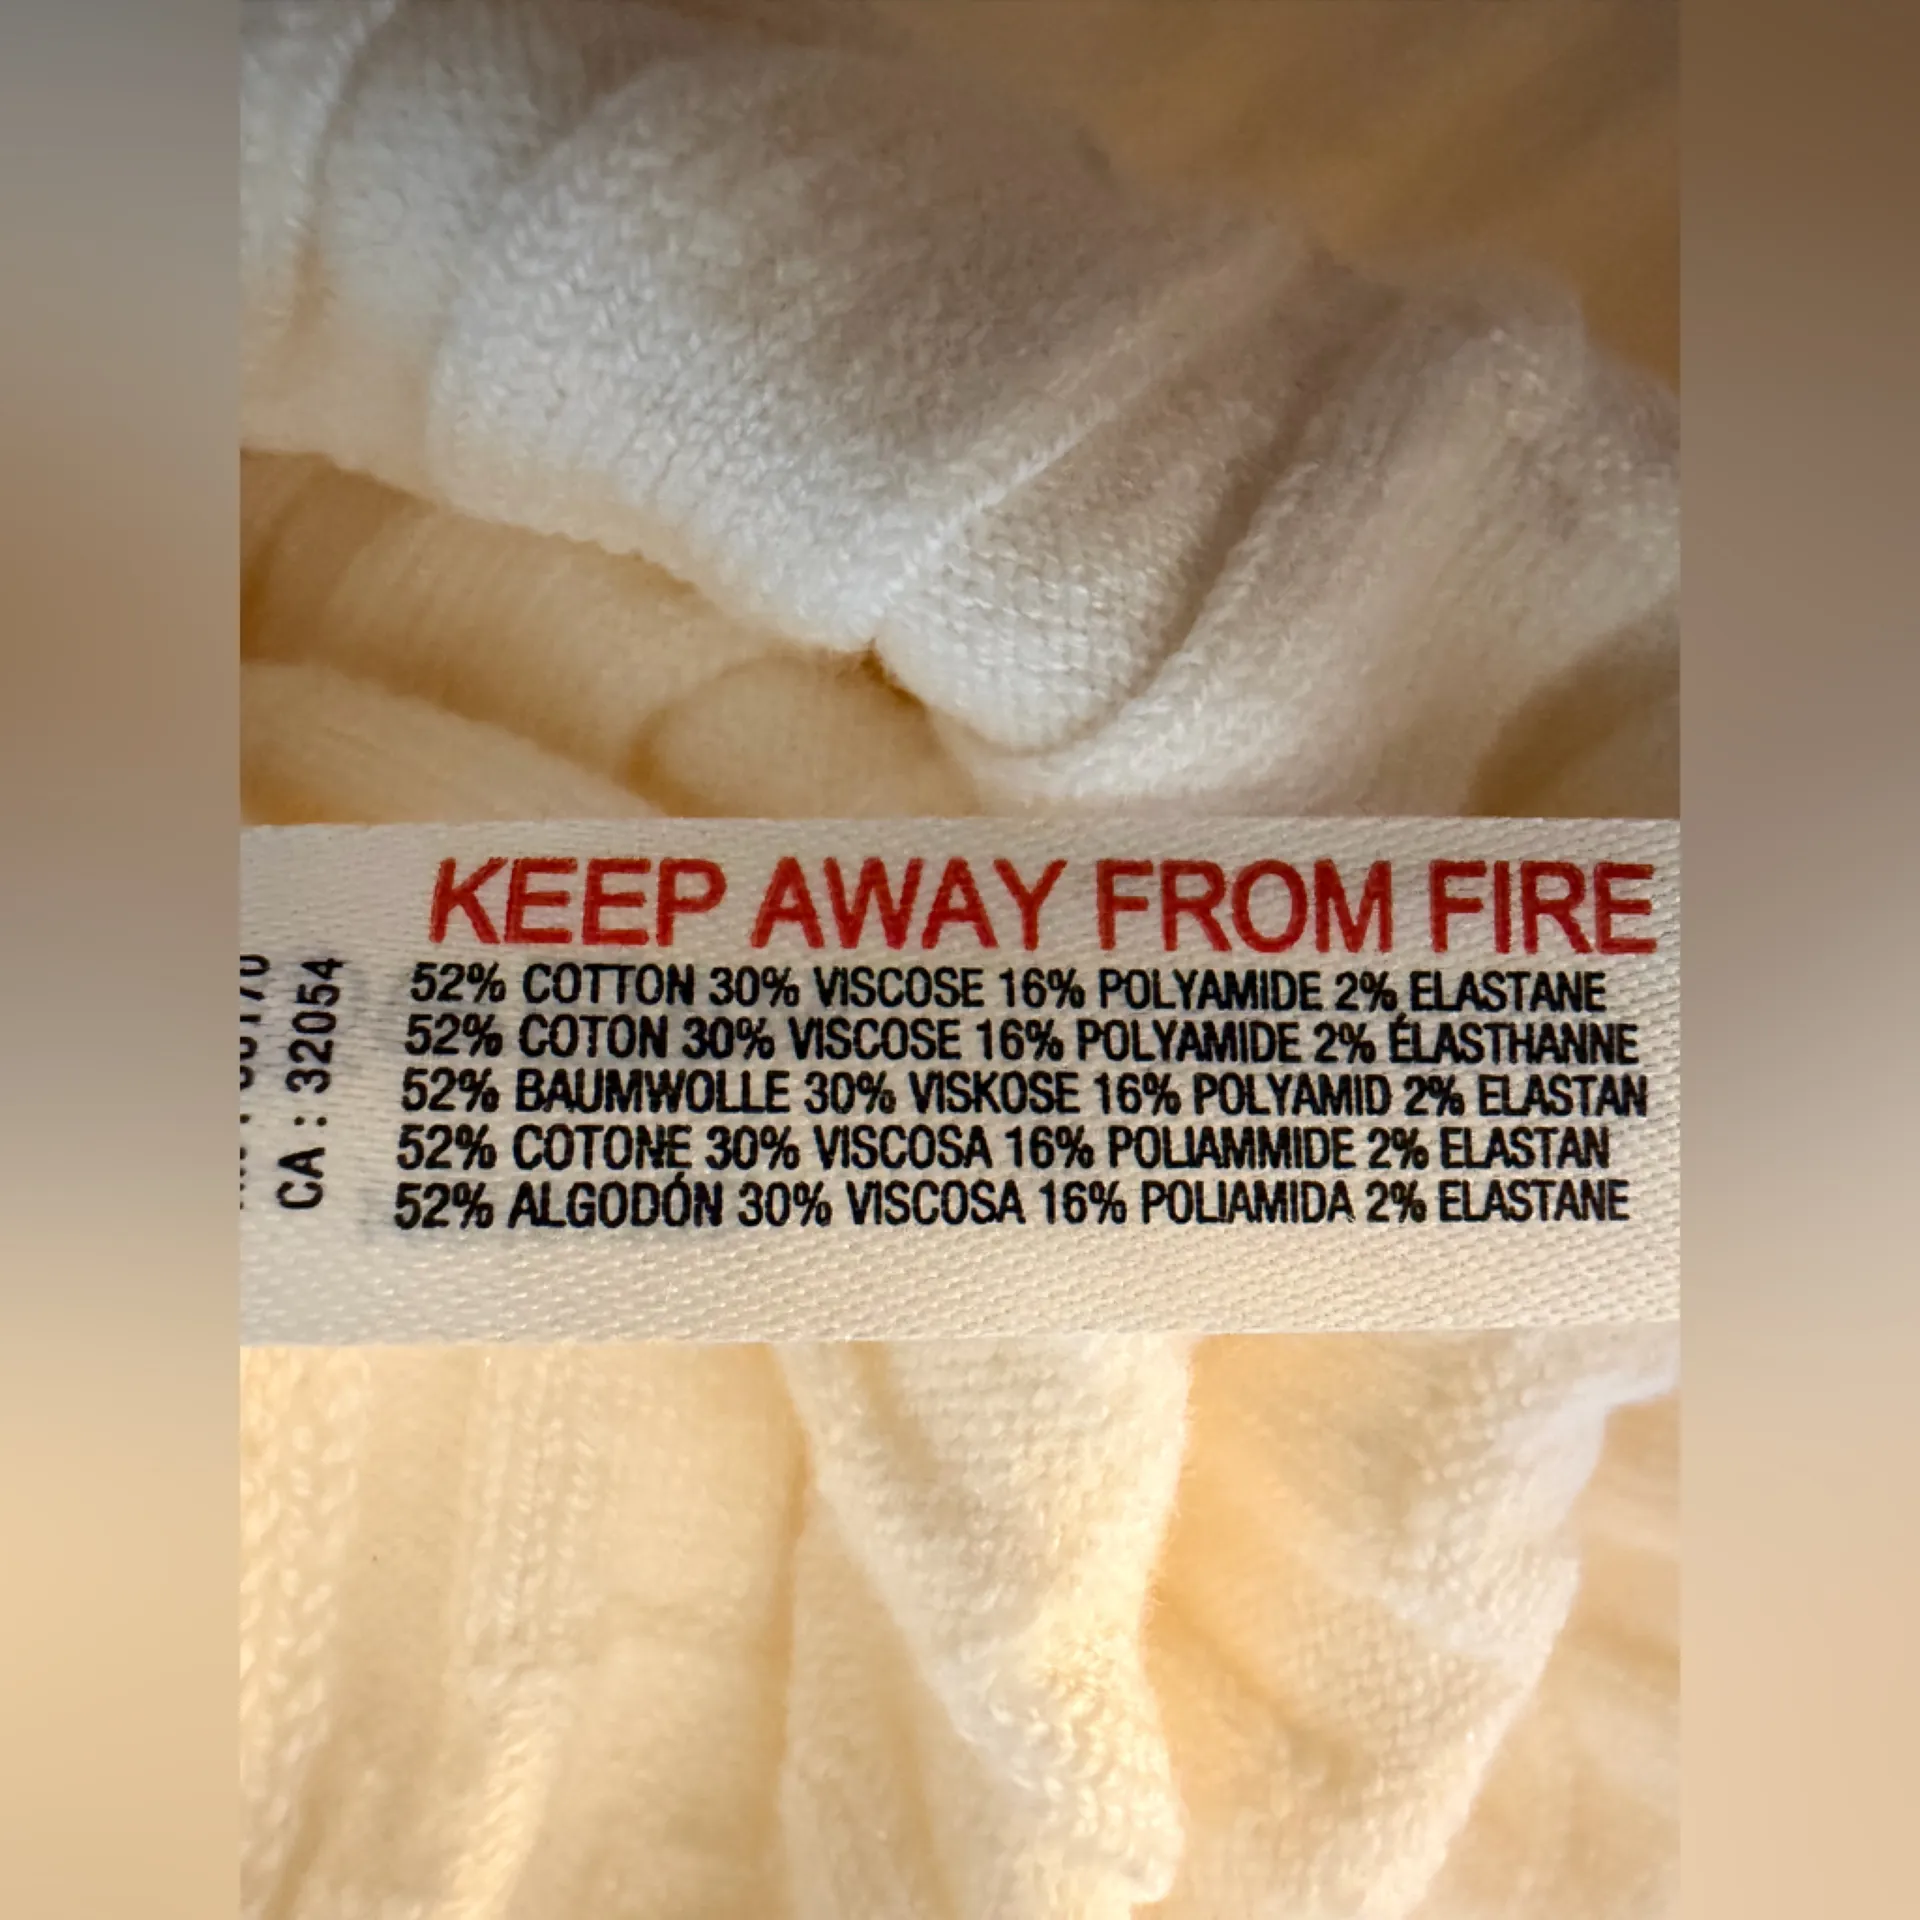 KEEP AWAY FROM FIRE
52% COTTON 30% VISCOSE 16% POLYAMIDE 2% ELASTANE
52% COTON 30% VISCOSE 16% POLYAMIDE 2% ÉLASTHANNE
52% BAUMWOLLE 30% VISKOSE 16% POLYAMID 2% ELASTAN
52% COTONE 30% VISCOSA 16% POLIAMMIDE 2% ELASTAN
52% ALGODÓN 30% VISCOSA 16% POLIAMIDA 2% ELASTANE
CA : 32054